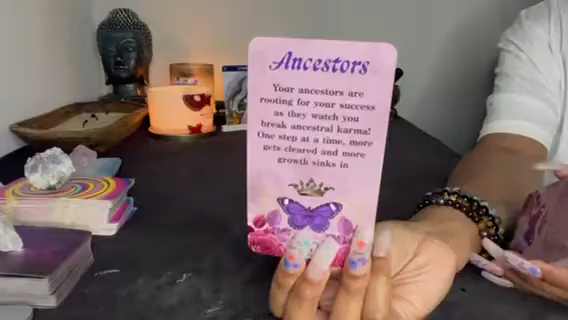 Ancestors
Your ancestors are
rooting for your success
as they watch you
break ancestral karma!
One step at a time, more
gets cleared and more
growth sinks in